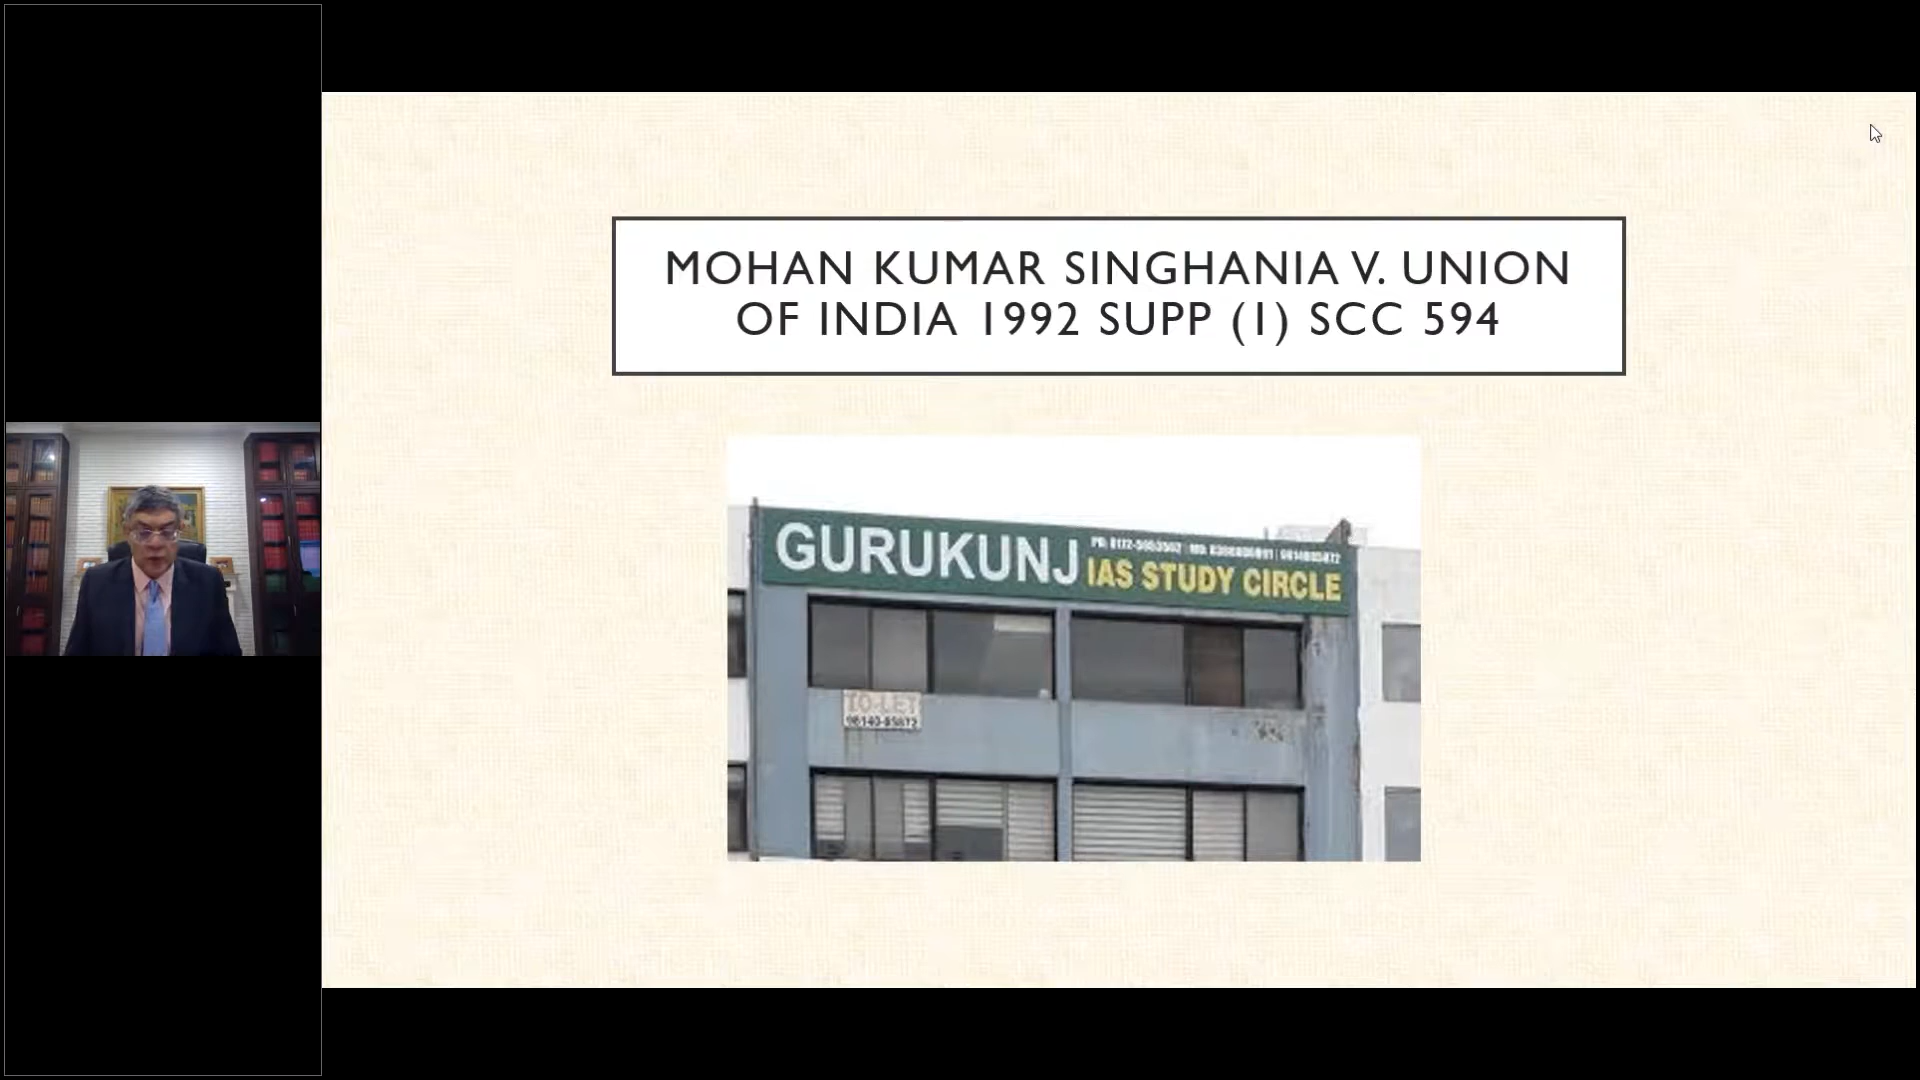 MOHAN KUMAR SINGHANIA V. UNION
OF INDIA 1992 SUPP (1) SCC 594
GURUKUNJ
IAS STUDY CIRCLE
TO-LET